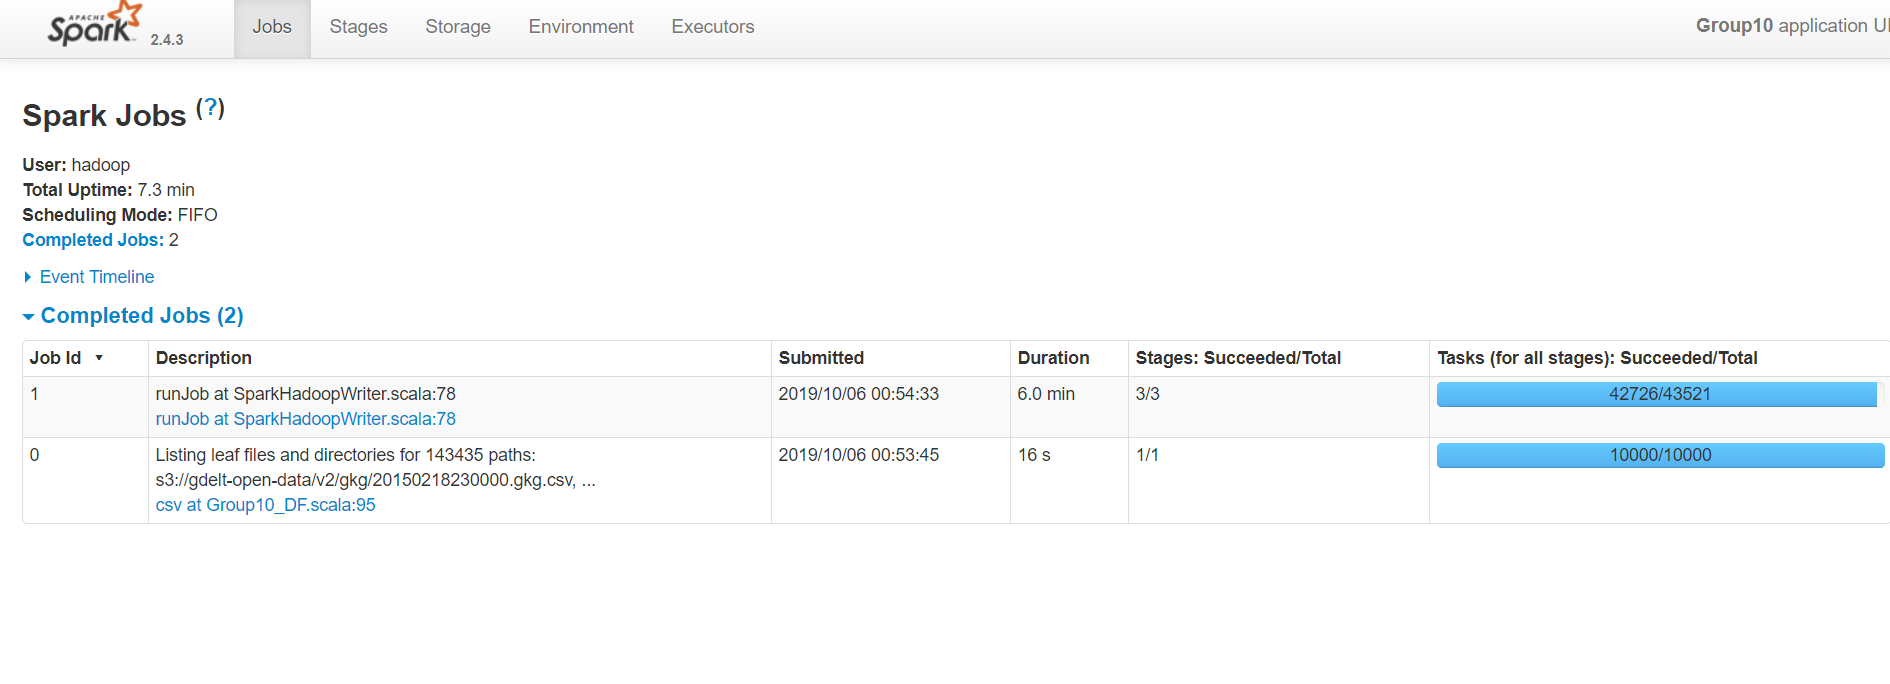 APACHE
Spark 2.4.3 Jobs Stages Storage Environment Executors Group10 application UI
Spark Jobs (?)
User: hadoop
Total Uptime: 7.3 min
Scheduling Mode: FIFO
Completed Jobs: 2
Event Timeline
Completed Jobs (2)
Job Id ▾ Description Submitted Duration Stages: Succeeded/Total Tasks (for all stages): Succeeded/Total
1 runJob at SparkHadoopWriter.scala:78 2019/10/06 00:54:33 6.0 min 3/3 42726/43521
runJob at SparkHadoopWriter.scala:78
0 Listing leaf files and directories for 143435 paths: 2019/10/06 00:53:45 16 s 1/1 10000/10000
s3://gdelt-open-data/v2/gkg/20150218230000.gkg.csv, ...
csv at Group10_DF.scala:95